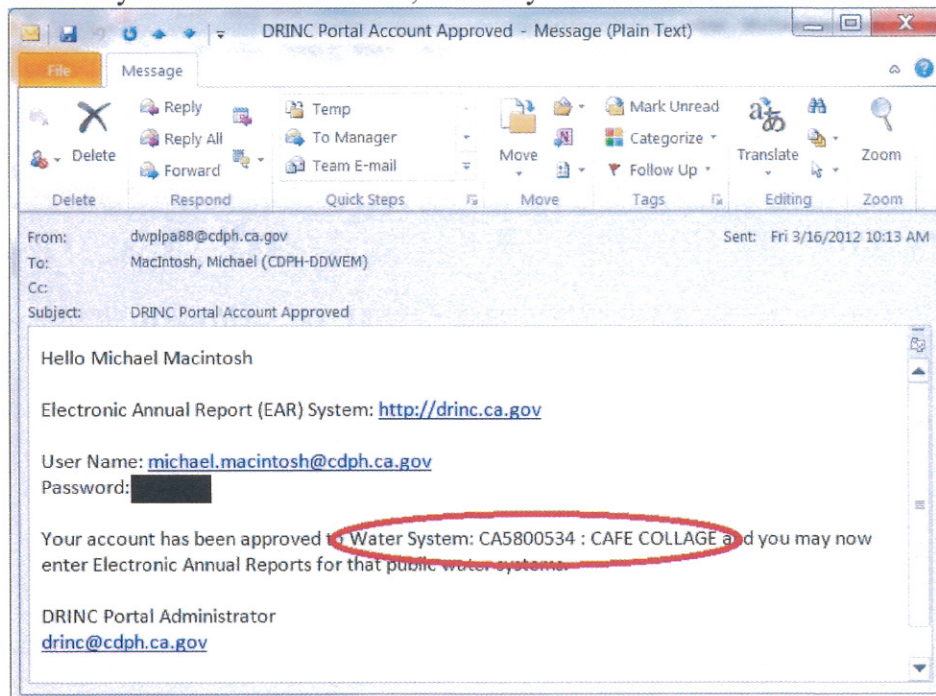 DRINC Portal Account Approved - Message (Plain Text)
File Message
Delete
Reply
Reply All
Forward
Temp
To Manager
Team E-mail
Move
Mark Unread
Categorize
Follow Up
Translate
Zoom
Delete Respond Quick Steps Move Tags Editing Zoom
From: dwplpa88@cdph.ca.gov Sent: Fri 3/16/2012 10:13 AM
To: MacIntosh, Michael (CDPH-DDWEM)
Cc:
Subject: DRINC Portal Account Approved
Hello Michael Macintosh
Electronic Annual Report (EAR) System: http://drinc.ca.gov
User Name: michael.macintosh@cdph.ca.gov
Password:
Your account has been approved to Water System: CA5800534 : CAFE COLLAGE and you may now
enter Electronic Annual Reports for that public water systems.
DRINC Portal Administrator
drinc@cdph.ca.gov